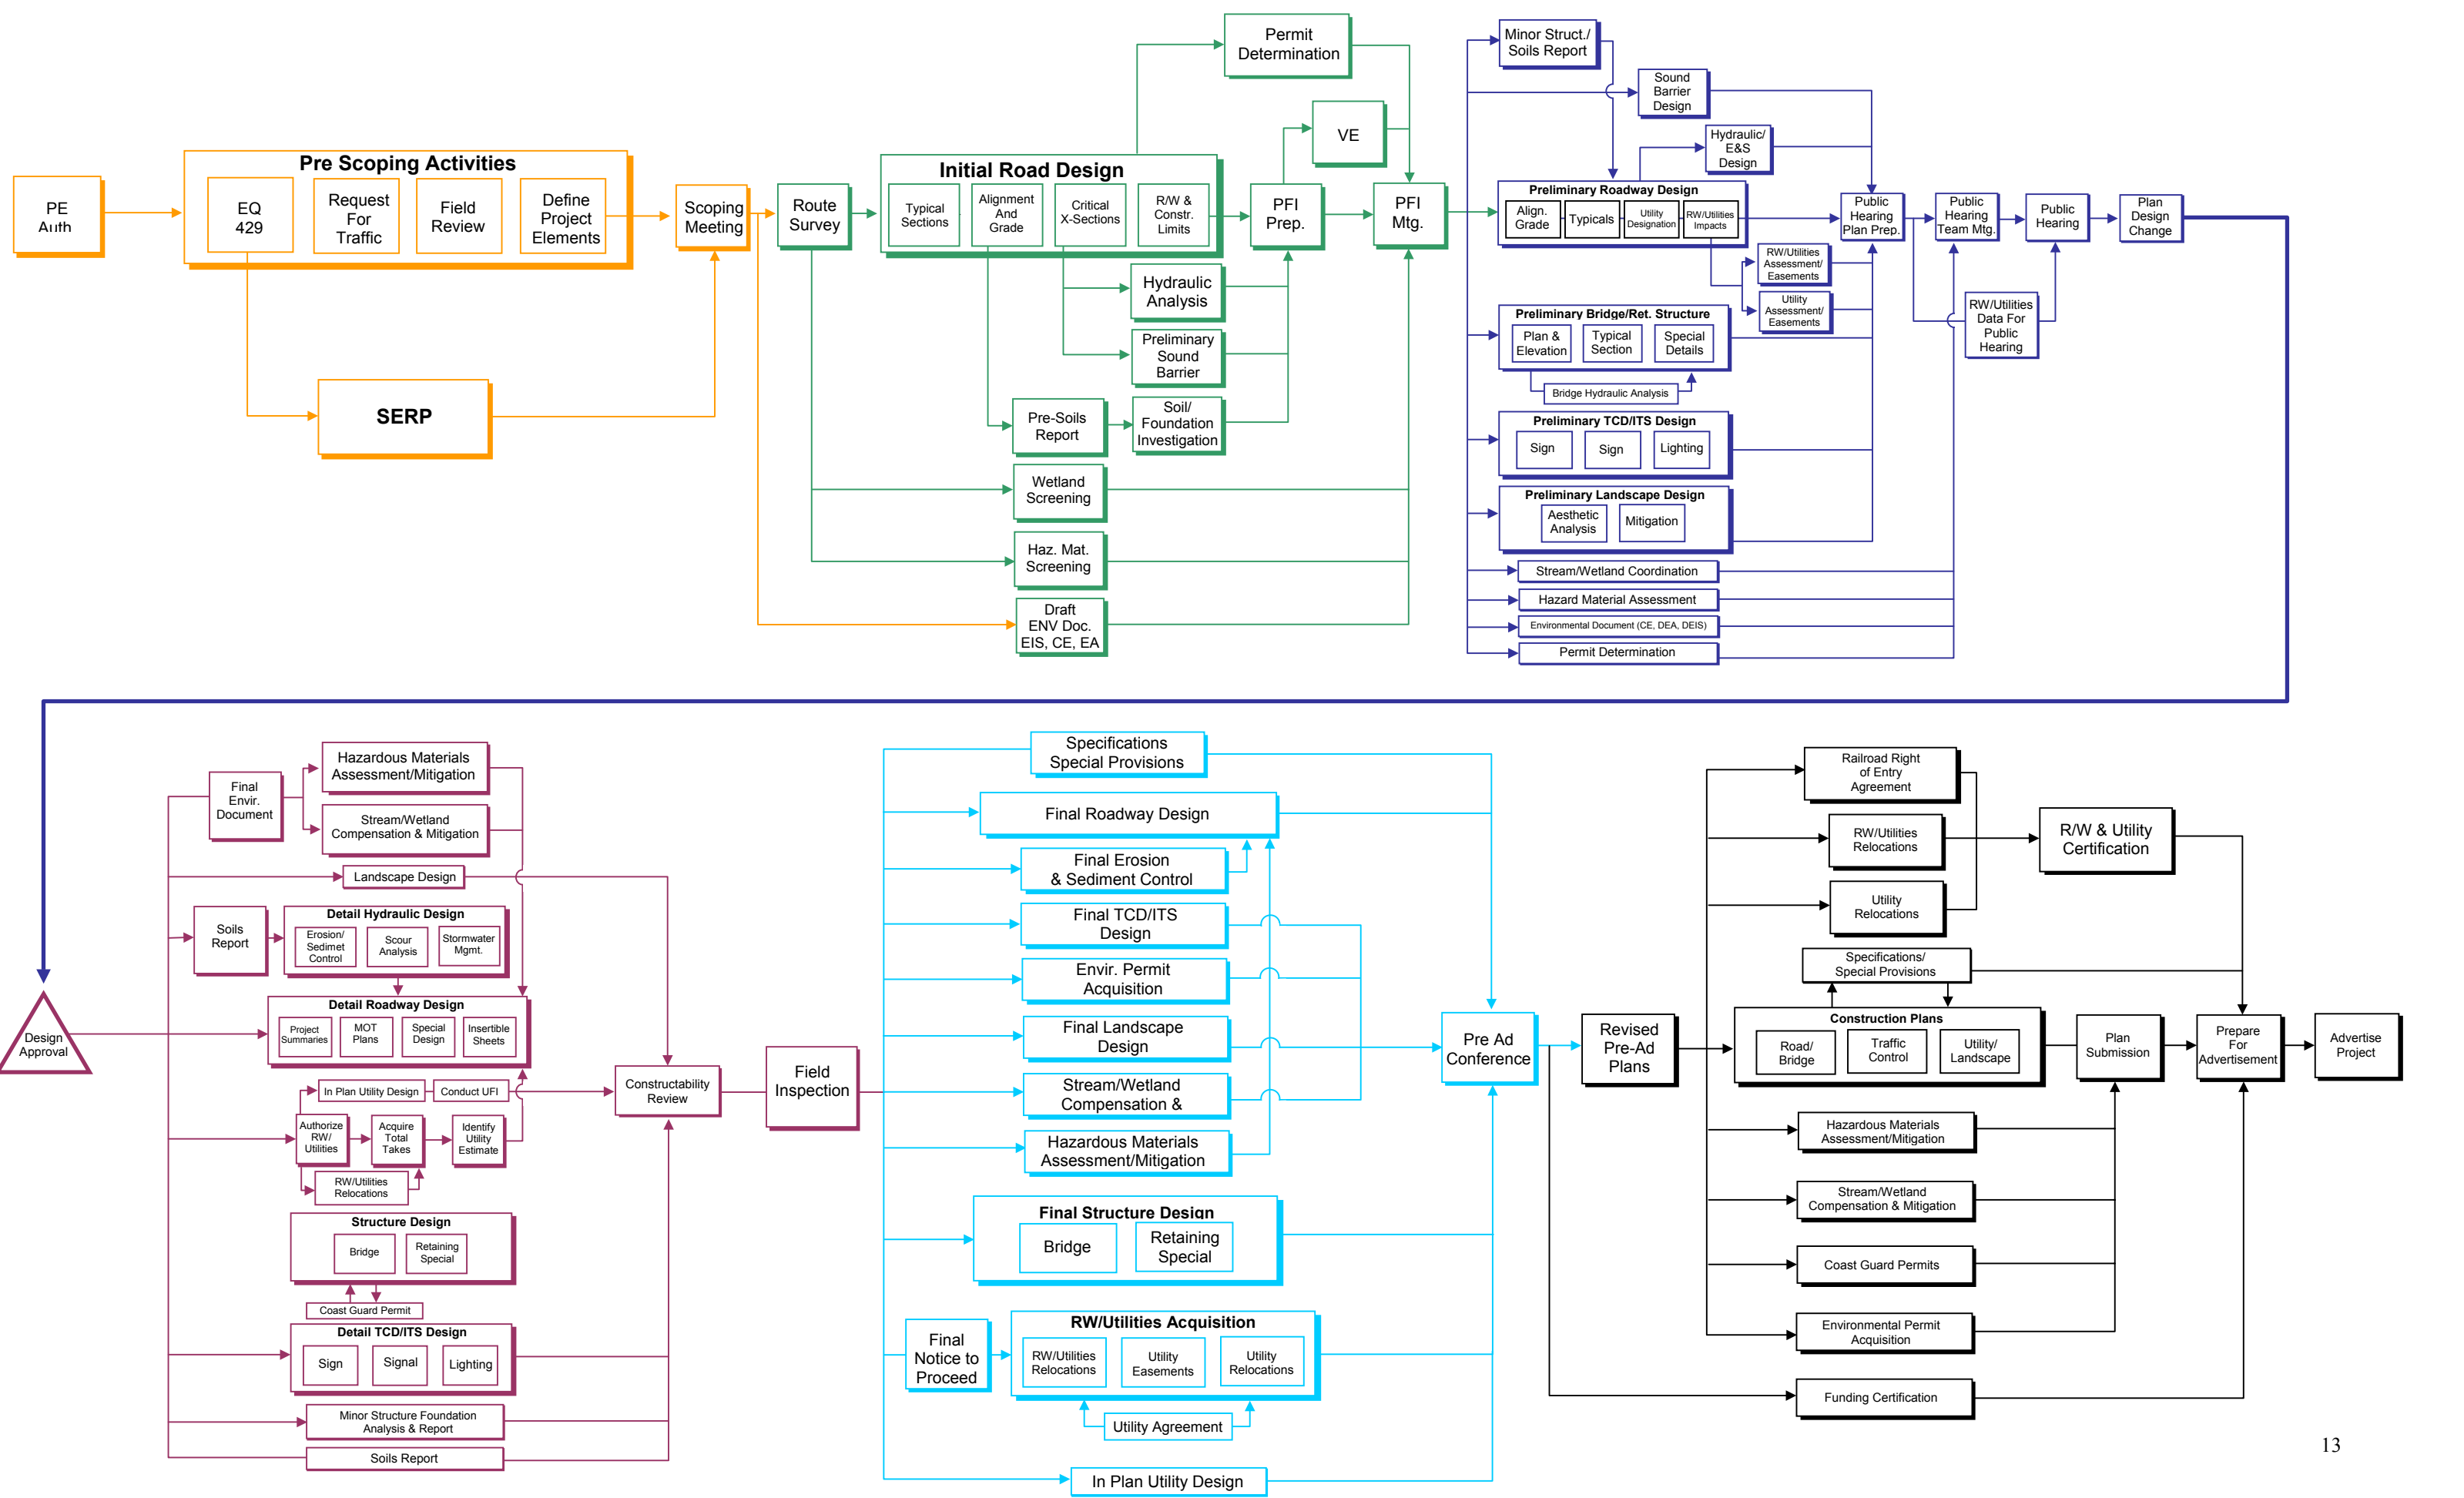 PE
Auth
Pre Scoping Activities
EQ
429
Request
For
Traffic
Field
Review
Define
Project
Elements
SERP
Scoping
Meeting
Route
Survey
Initial Road Design
Typical
Sections
Alignment
And
Grade
Critical
X-Sections
R/W &
Constr.
Limits
Permit
Determination
VE
PFI
Prep.
PFI
Mtg.
Hydraulic
Analysis
Preliminary
Sound
Barrier
Pre-Soils
Report
Soil/
Foundation
Investigation
Wetland
Screening
Haz. Mat.
Screening
Draft
ENV Doc.
EIS, CE, EA
Minor Struct./
Soils Report
Sound
Barrier
Design
Hydraulic/
E&S
Design
Preliminary Roadway Design
Align.
Grade
Typicals
Utility
Designation
RW/Utilities
Impacts
RW/Utilities
Assessment/
Easements
Utility
Assessment/
Easements
Preliminary Bridge/Ret. Structure
Plan &
Elevation
Typical
Section
Special
Details
Bridge Hydraulic Analysis
Preliminary TCD/ITS Design
Sign
Sign
Lighting
Preliminary Landscape Design
Aesthetic
Analysis
Mitigation
Stream/Wetland Coordination
Hazard Material Assessment
Environmental Document (CE, DEA, DEIS)
Permit Determination
Public
Hearing
Plan Prep.
Public
Hearing
Team Mtg.
Public
Hearing
Plan
Design
Change
RW/Utilities
Data For
Public
Hearing
Design
Approval
Final
Envir.
Document
Hazardous Materials
Assessment/Mitigation
Stream/Wetland
Compensation & Mitigation
Landscape Design
Soils
Report
Detail Hydraulic Design
Erosion/
Sedimet
Control
Scour
Analysis
Stormwater
Mgmt.
Detail Roadway Design
Project
Summaries
MOT
Plans
Special
Design
Insertible
Sheets
In Plan Utility Design
Conduct UFI
Authorize
RW/
Utilities
Acquire
Total
Takes
Identify
Utility
Estimate
RW/Utilities
Relocations
Structure Design
Bridge
Retaining
Special
Coast Guard Permit
Detail TCD/ITS Design
Sign
Signal
Lighting
Minor Structure Foundation
Analysis & Report
Soils Report
Constructability
Review
Field
Inspection
Specifications
Special Provisions
Final Roadway Design
Final Erosion
& Sediment Control
Final TCD/ITS
Design
Envir. Permit
Acquisition
Final Landscape
Design
Stream/Wetland
Compensation &
Hazardous Materials
Assessment/Mitigation
Final Structure Design
Bridge
Retaining
Special
Final
Notice to
Proceed
RW/Utilities Acquisition
RW/Utilities
Relocations
Utility
Easements
Utility
Relocations
Utility Agreement
In Plan Utility Design
Pre Ad
Conference
Revised
Pre-Ad
Plans
Railroad Right
of Entry
Agreement
RW/Utilities
Relocations
Utility
Relocations
R/W & Utility
Certification
Specifications/
Special Provisions
Construction Plans
Road/
Bridge
Traffic
Control
Utility/
Landscape
Plan
Submission
Prepare
For
Advertisement
Advertise
Project
Hazardous Materials
Assessment/Mitigation
Stream/Wetland
Compensation & Mitigation
Coast Guard Permits
Environmental Permit
Acquisition
Funding Certification
13